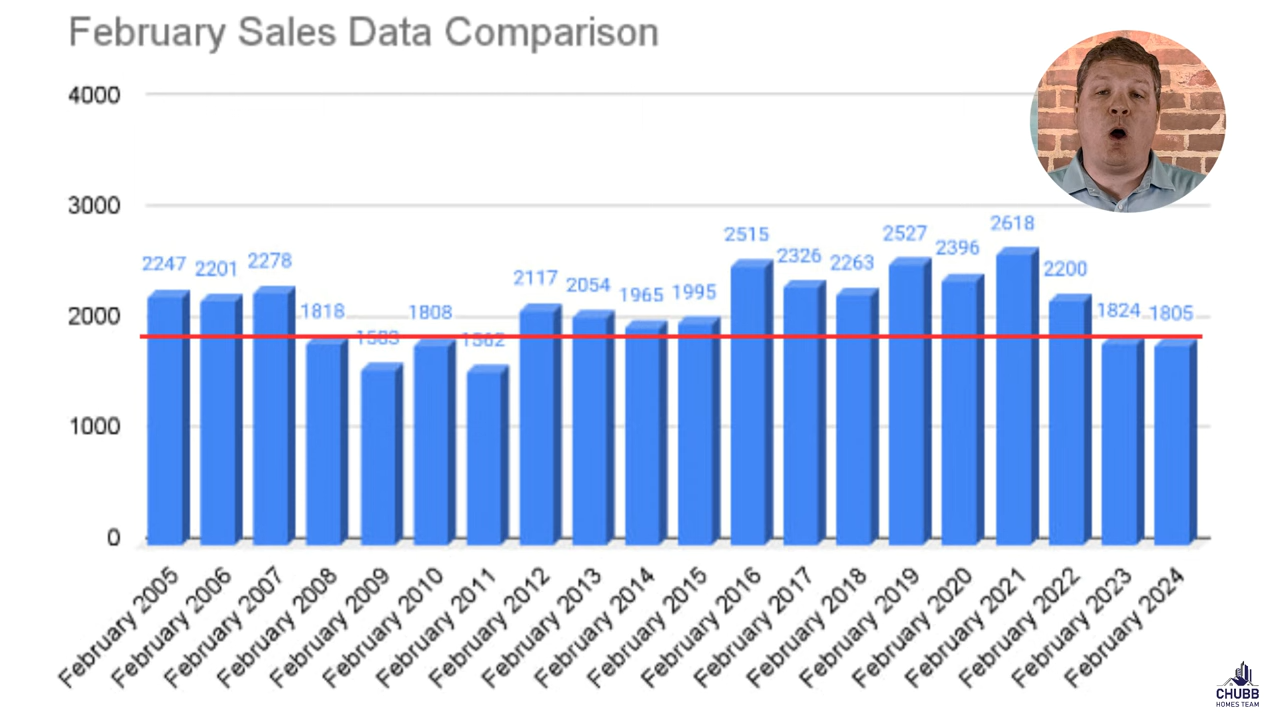 February Sales Data Comparison
4000
3000
2000
1000
0
2247
2201
2278
1818
1583
1808
1562
2117
2054
1965
1995
2515
2326
2263
2527
2396
2618
2200
1824
1805
February 2005
February 2006
February 2007
February 2008
February 2009
February 2010
February 2011
February 2012
February 2013
February 2014
February 2015
February 2016
February 2017
February 2018
February 2019
February 2020
February 2021
February 2022
February 2023
February 2024
CHUBB
HOMES TEAM